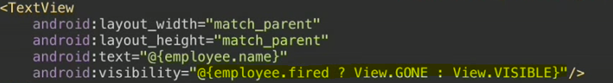 <TextView
android:layout_width="match_parent"
android:layout_height="match_parent"
android:text="@{employee.name}"
android:visibility="@{employee.fired ? View.GONE : View.VISIBLE}"/>